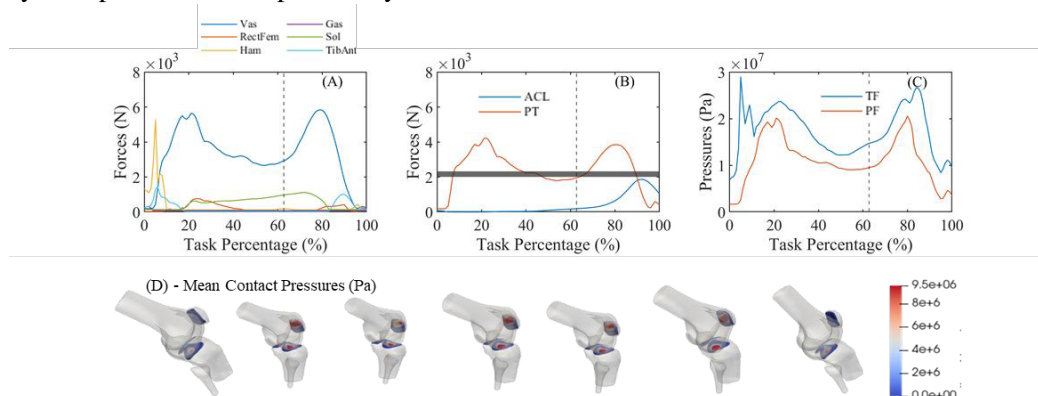 Vas Gas
RectFem Sol
Ham TibAnt
×10³ (A)
8
6
4
2
0
Forces (N)
0 20 40 60 80 100
Task Percentage (%)
×10³ (B)
8
6
4
2
0
Forces (N)
ACL
PT
0 20 40 60 80 100
Task Percentage (%)
×10⁷ (C)
3
2
1
0
Pressures (Pa)
TF
PF
0 20 40 60 80 100
Task Percentage (%)
(D) - Mean Contact Pressures (Pa)
9.5e+06
8e+6
6e+6
4e+6
2e+6
0.0e+00